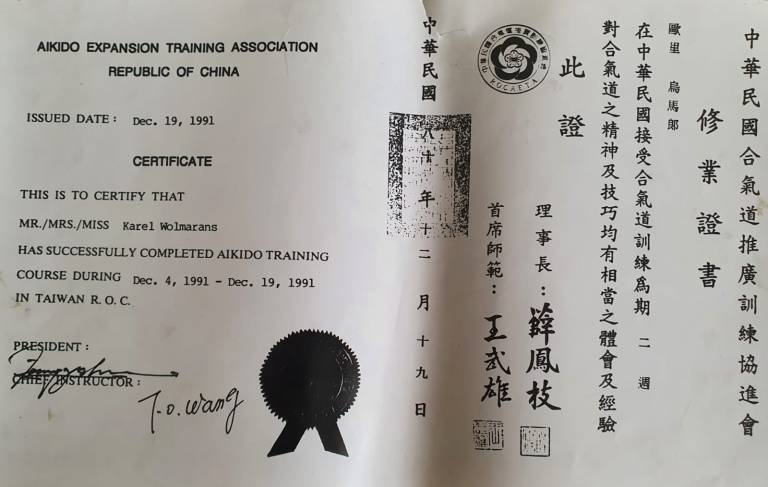 AIKIDO EXPANSION TRAINING ASSOCIATION
REPUBLIC OF CHINA
ISSUED DATE : Dec. 19, 1991
CERTIFICATE
THIS IS TO CERTIFY THAT
MR./MRS./MISS Karel Wolmarans
HAS SUCCESSFULLY COMPLETED AIKIDO TRAINING
COURSE DURING Dec. 4, 1991 - Dec. 19, 1991
IN TAIWAN R.O.C.
PRESIDENT :
CHIEF INSTRUCTOR :
T.O. Wang
中華民國合氣道推廣訓練協進會
修業證書
歐里 烏馬郎
在中華民國接受合氣道訓練為期二週
對合氣道之精神及技巧均有相當之體會及經驗
此證
ROCAETA
理事長：薛鳳枝
首席師範：王武雄
中華民國八十年十二月十九日